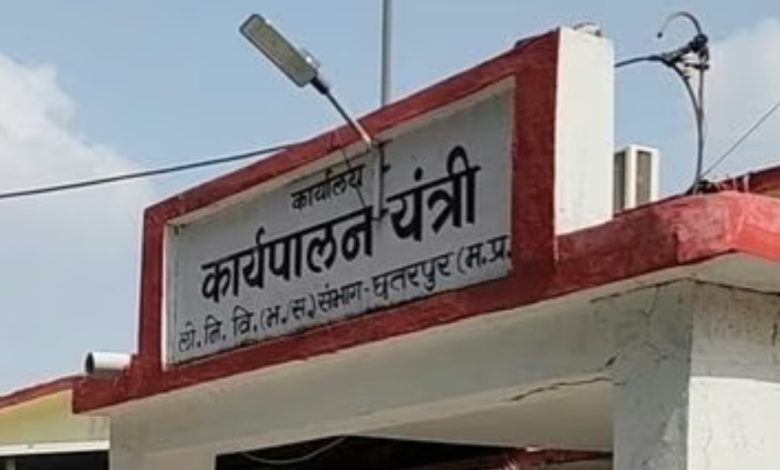 कार्यालय
कार्यपालन यंत्री
लो. नि. वि. (भ./स.) संभाग - छतरपुर (म.प्र.